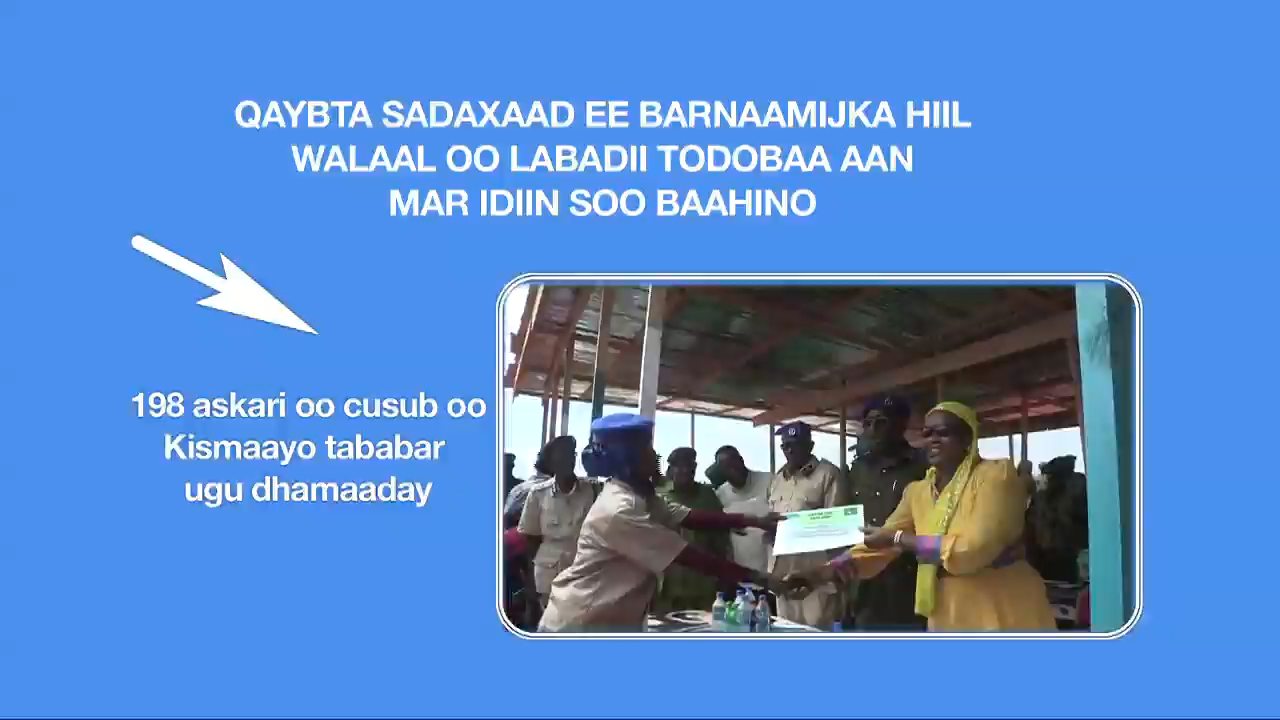 QAYBTA SADAXAAD EE BARNAAMIJKA HIIL
WALAAL OO LABADII TODOBAA AAN
MAR IDIIN SOO BAAHINO
198 askari oo cusub oo
Kismaayo tababar
ugu dhamaaday